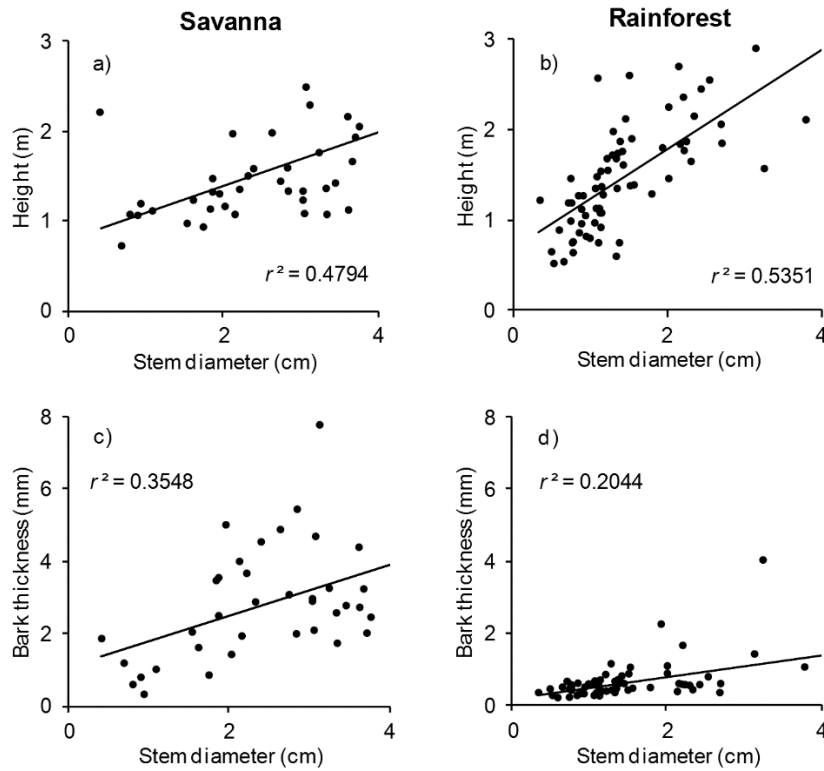 Savanna
Rainforest
a)
3
2
1
0
Height (m)
r² = 0.4794
0 2 4
Stem diameter (cm)
b)
3
2
1
0
Height (m)
r² = 0.5351
0 2 4
Stem diameter (cm)
c)
8
6
4
2
0
Bark thickness (mm)
r² = 0.3548
0 2 4
Stem diameter (cm)
d)
8
6
4
2
0
Bark thickness (mm)
r² = 0.2044
0 2 4
Stem diameter (cm)